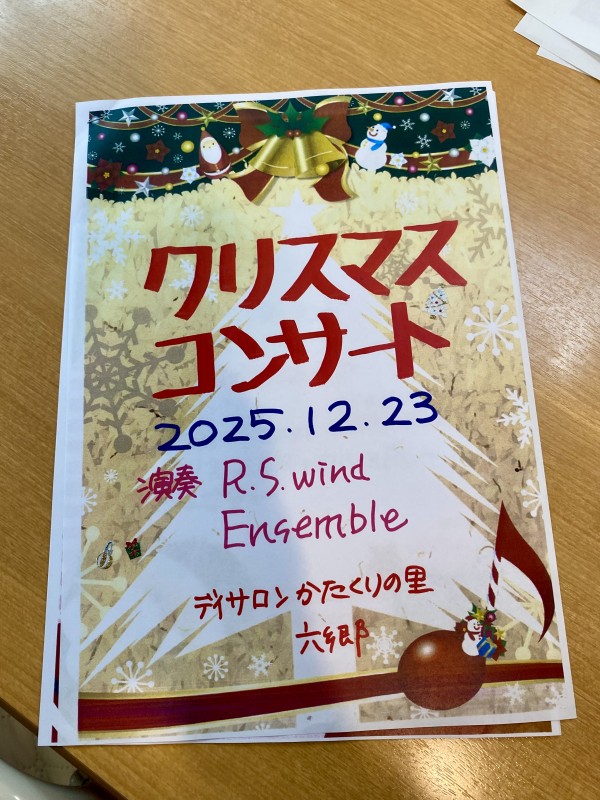 クリスマス
コンサート
2025.12.23
演奏 R.S.wind
Ensemble
デイサロン かたくりの里
六郷